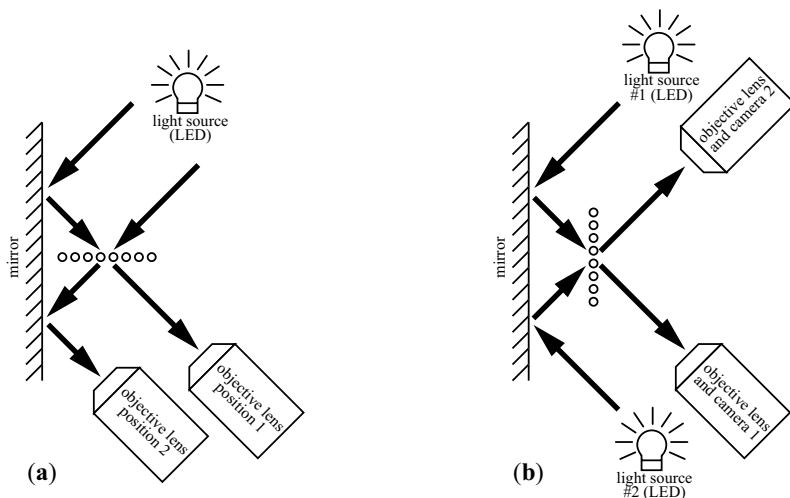 light source
(LED)
mirror
objective lens
position 1
objective lens
position 2
(a)
light source
#1 (LED)
objective lens
and camera 2
mirror
objective lens
and camera 1
light source
#2 (LED)
(b)